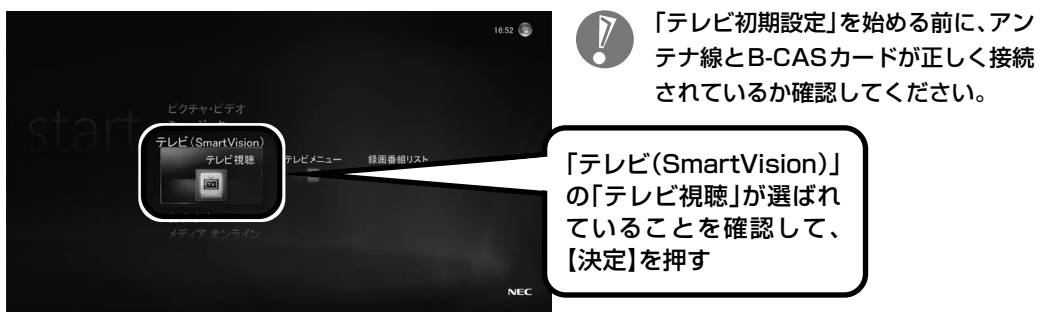 16:52
ピクチャ・ビデオ
start
テレビ(SmartVision)
テレビ視聴
テレビメニュー
録画番組リスト
メディア オンライン
NEC
「テレビ初期設定」を始める前に、アン
テナ線とB-CASカードが正しく接続
されているか確認してください。
「テレビ(SmartVision)」
の「テレビ視聴」が選ばれ
ていることを確認して、
【決定】を押す